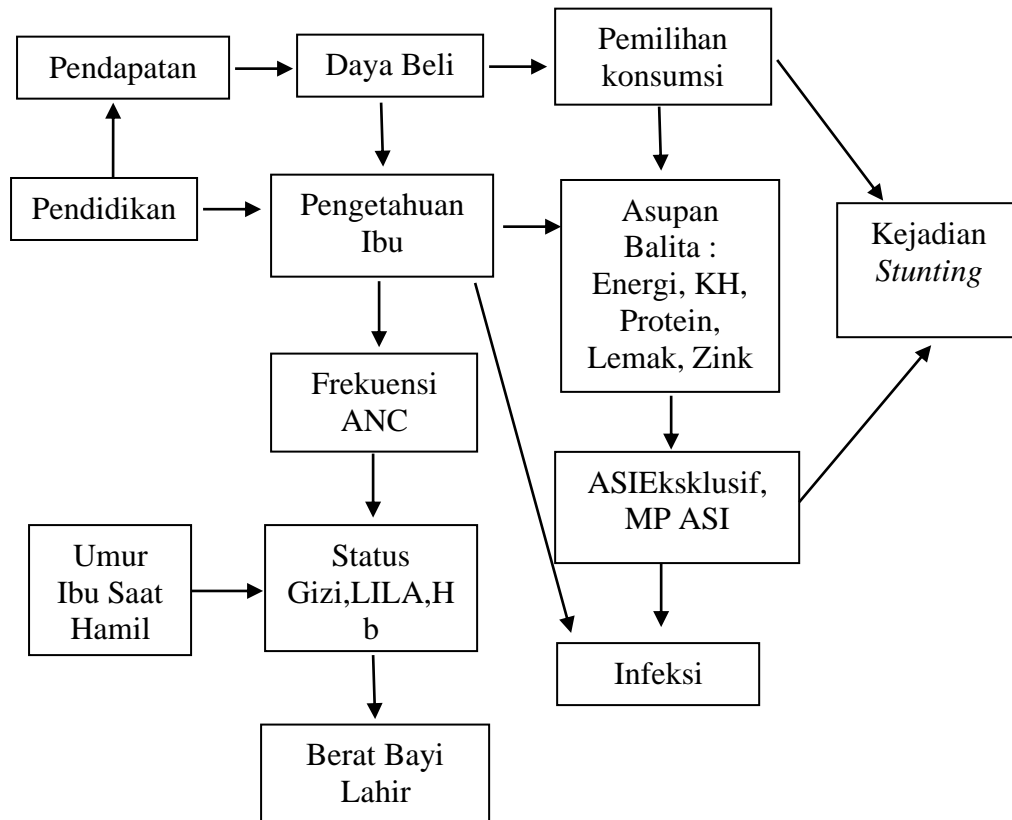 Pendapatan
Daya Beli
Pemilihan
konsumsi
Pendidikan
Pengetahuan
Ibu
Asupan
Balita :
Energi, KH,
Protein,
Lemak, Zink
Kejadian
Stunting
Frekuensi
ANC
ASIEksklusif,
MP ASI
Umur
Ibu Saat
Hamil
Status
Gizi,LILA,H
b
Infeksi
Berat Bayi
Lahir